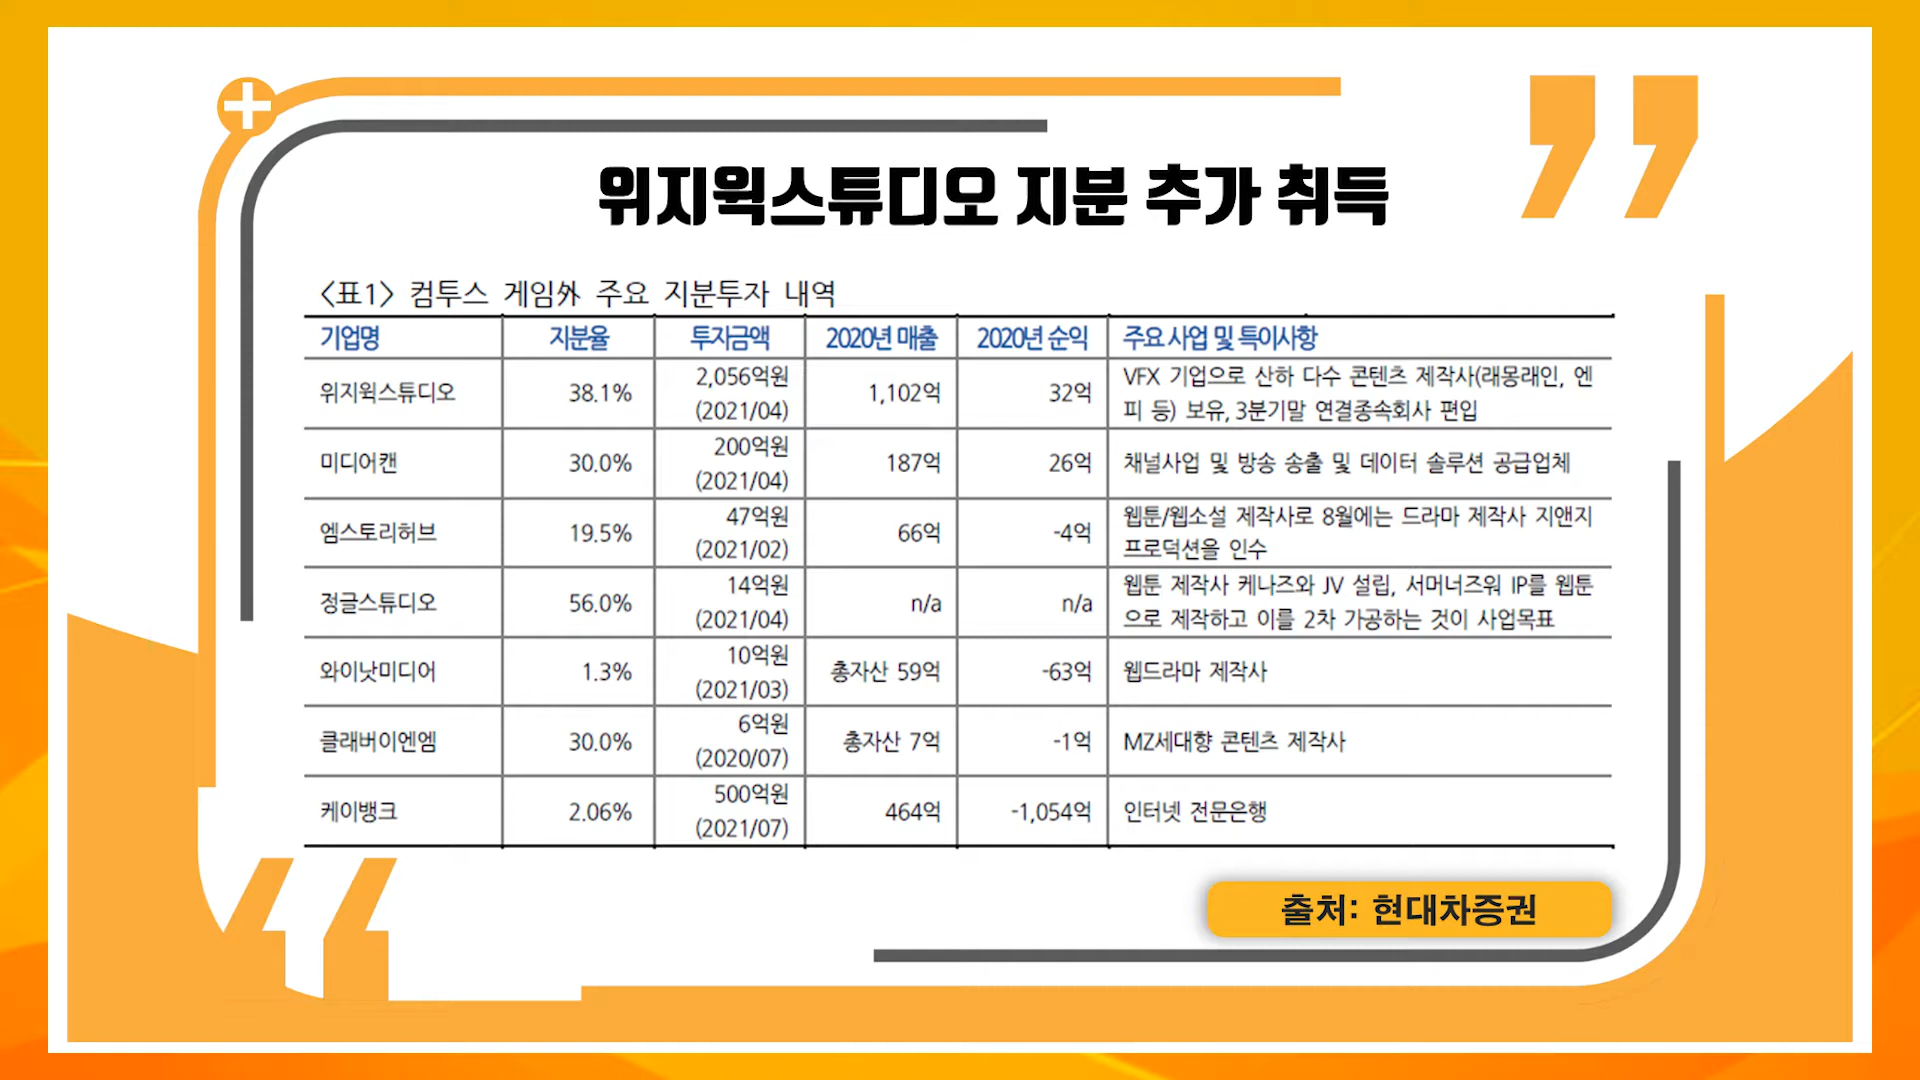 위지윅스튜디오 지분 추가 취득
<표1> 컴투스 게임外 주요 지분투자 내역
기업명 지분율 투자금액 2020년 매출 2020년 순익 주요 사업 및 특이사항
위지윅스튜디오 38.1% 2,056억원 (2021/04) 1,102억 32억 VFX 기업으로 산하 다수 콘텐츠 제작사(래몽래인, 엔
피 등) 보유, 3분기말 연결종속회사 편입
미디어캔 30.0% 200억원 (2021/04) 187억 26억 채널사업 및 방송 송출 및 데이터 솔루션 공급업체
엠스토리허브 19.5% 47억원 (2021/02) 66억 -4억 웹툰/웹소설 제작사로 8월에는 드라마 제작사 지앤지
프로덕션을 인수
정글스튜디오 56.0% 14억원 (2021/04) n/a n/a 웹툰 제작사 케나즈와 JV 설립, 서머너즈워 IP를 웹툰
으로 제작하고 이를 2차 가공하는 것이 사업목표
와이낫미디어 1.3% 10억원 (2021/03) 총자산 59억 -63억 웹드라마 제작사
클래버이엔엠 30.0% 6억원 (2020/07) 총자산 7억 -1억 MZ세대향 콘텐츠 제작사
케이뱅크 2.06% 500억원 (2021/07) 464억 -1,054억 인터넷 전문은행
출처: 현대차증권